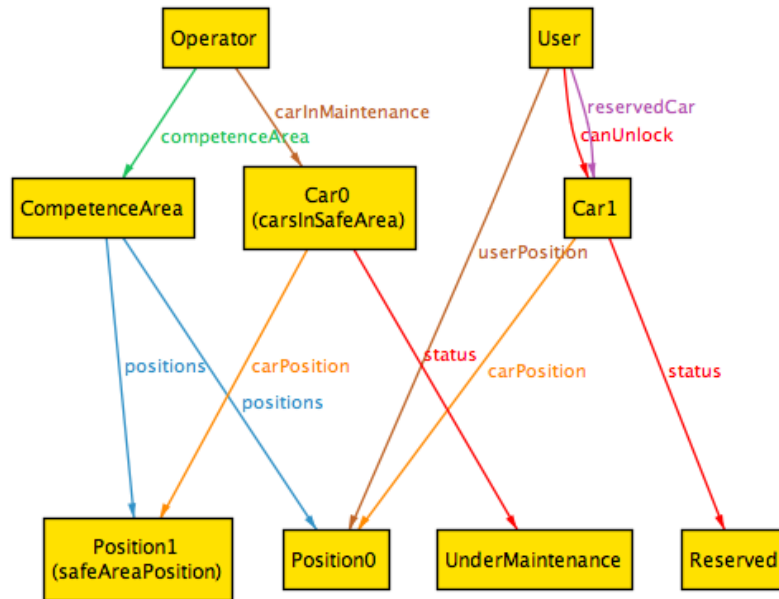 Operator
User
carInMaintenance
reservedCar
competenceArea
canUnlock
CompetenceArea
Car0
(carsInSafeArea)
Car1
userPosition
positions
carPosition
status
carPosition
status
positions
Position1
(safeAreaPosition)
Position0
UnderMaintenance
Reserved